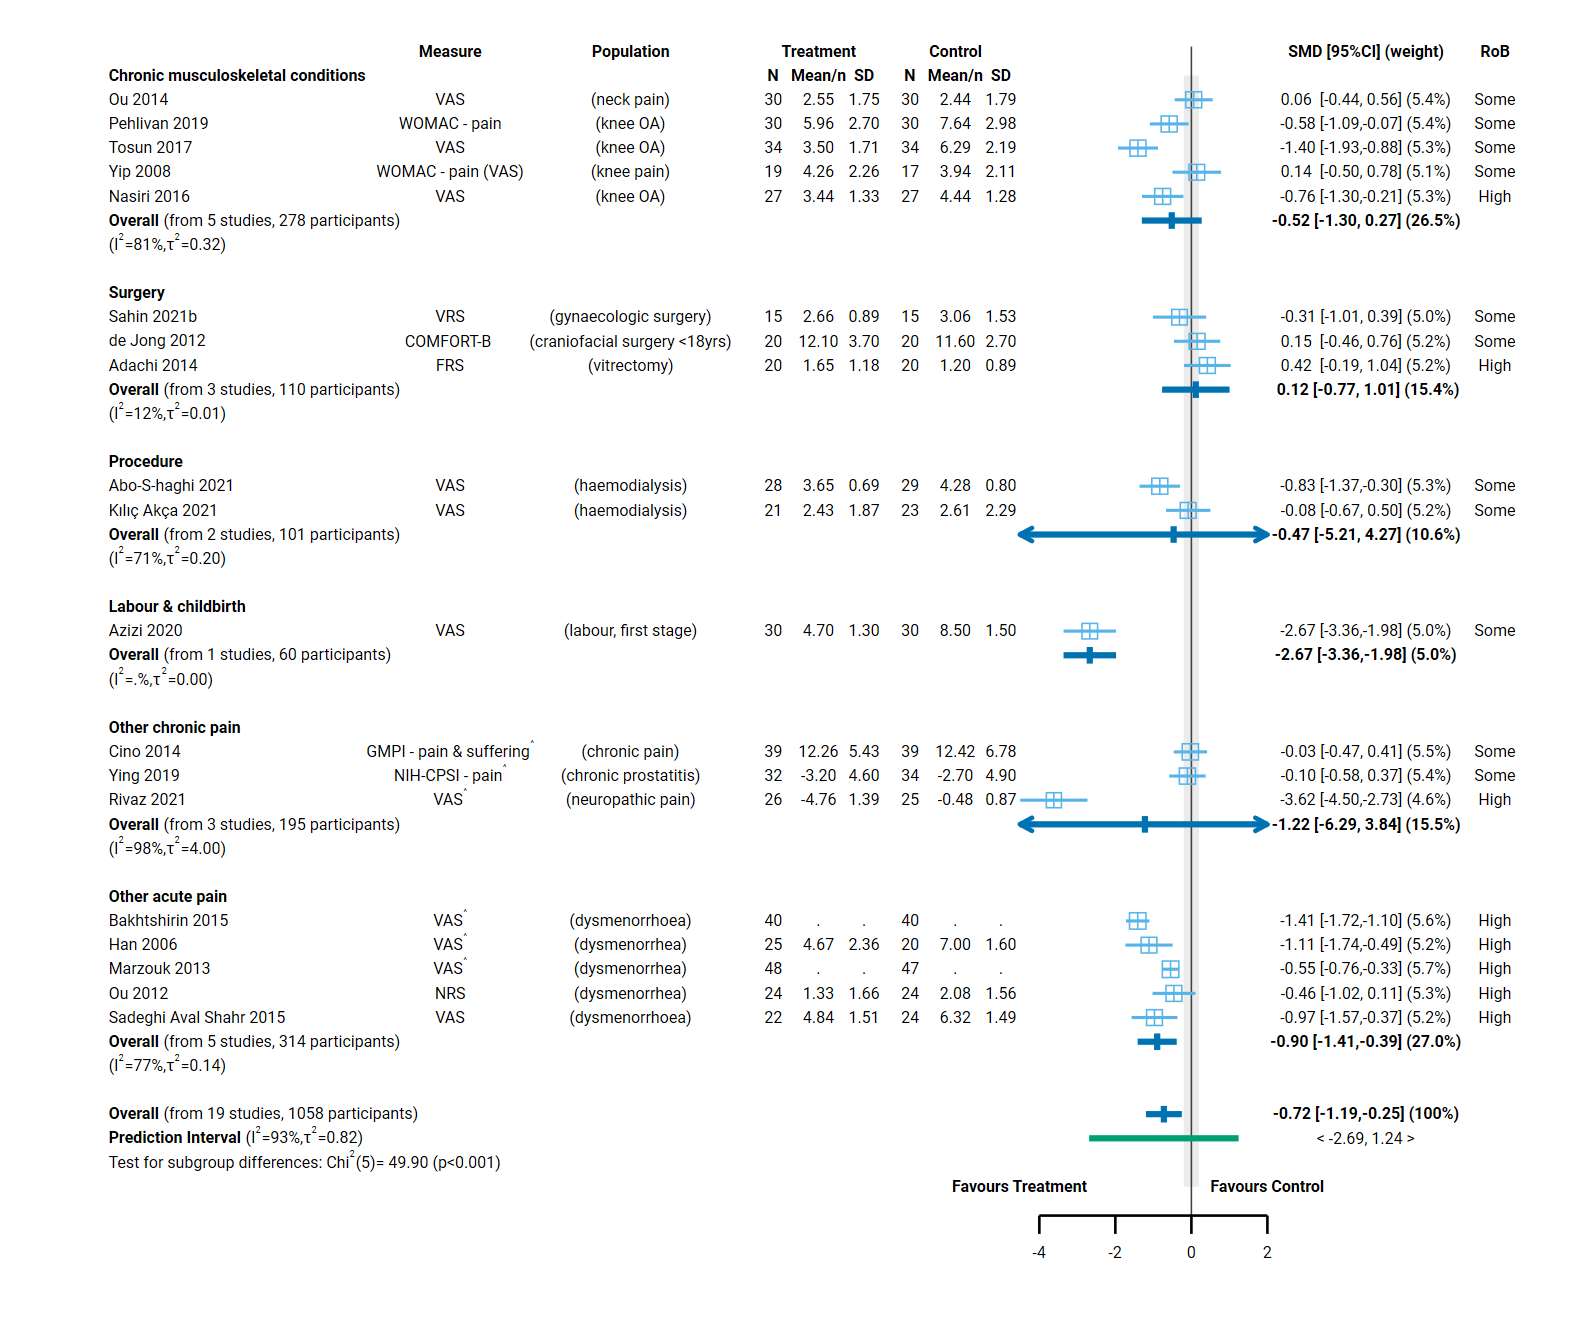 Measure Population Treatment Control SMD [95%CI] (weight) RoB
Chronic musculoskeletal conditions N Mean/n SD N Mean/n SD
Ou 2014 VAS (neck pain) 30 2.55 1.75 30 2.44 1.79 0.06 [-0.44, 0.56] (5.4%) Some
Pehlivan 2019 WOMAC - pain (knee OA) 30 5.96 2.70 30 7.64 2.98 -0.58 [-1.09,-0.07] (5.4%) Some
Tosun 2017 VAS (knee OA) 34 3.50 1.71 34 6.29 2.19 -1.40 [-1.93,-0.88] (5.3%) Some
Yip 2008 WOMAC - pain (VAS) (knee pain) 19 4.26 2.26 17 3.94 2.11 0.14 [-0.50, 0.78] (5.1%) Some
Nasiri 2016 VAS (knee OA) 27 3.44 1.33 27 4.44 1.28 -0.76 [-1.30,-0.21] (5.3%) High
Overall (from 5 studies, 278 participants) -0.52 [-1.30, 0.27] (26.5%)
(I²=81%,τ²=0.32)
Surgery
Sahin 2021b VRS (gynaecologic surgery) 15 2.66 0.89 15 3.06 1.53 -0.31 [-1.01, 0.39] (5.0%) Some
de Jong 2012 COMFORT-B (craniofacial surgery <18yrs) 20 12.10 3.70 20 11.60 2.70 0.15 [-0.46, 0.76] (5.2%) Some
Adachi 2014 FRS (vitrectomy) 20 1.65 1.18 20 1.20 0.89 0.42 [-0.19, 1.04] (5.2%) High
Overall (from 3 studies, 110 participants) 0.12 [-0.77, 1.01] (15.4%)
(I²=12%,τ²=0.01)
Procedure
Abo-S-haghi 2021 VAS (haemodialysis) 28 3.65 0.69 29 4.28 0.80 -0.83 [-1.37,-0.30] (5.3%) Some
Kılıç Akça 2021 VAS (haemodialysis) 21 2.43 1.87 23 2.61 2.29 -0.08 [-0.67, 0.50] (5.2%) Some
Overall (from 2 studies, 101 participants) -0.47 [-5.21, 4.27] (10.6%)
(I²=71%,τ²=0.20)
Labour & childbirth
Azizi 2020 VAS (labour, first stage) 30 4.70 1.30 30 8.50 1.50 -2.67 [-3.36,-1.98] (5.0%) Some
Overall (from 1 studies, 60 participants) -2.67 [-3.36,-1.98] (5.0%)
(I²=.%,τ²=0.00)
Other chronic pain
Cino 2014 GMPI - pain & suffering^ (chronic pain) 39 12.26 5.43 39 12.42 6.78 -0.03 [-0.47, 0.41] (5.5%) Some
Ying 2019 NIH-CPSI - pain^ (chronic prostatitis) 32 -3.20 4.60 34 -2.70 4.90 -0.10 [-0.58, 0.37] (5.4%) Some
Rivaz 2021 VAS^ (neuropathic pain) 26 -4.76 1.39 25 -0.48 0.87 -3.62 [-4.50,-2.73] (4.6%) High
Overall (from 3 studies, 195 participants) -1.22 [-6.29, 3.84] (15.5%)
(I²=98%,τ²=4.00)
Other acute pain
Bakhtshirin 2015 VAS^ (dysmenorrhoea) 40 . . 40 . . -1.41 [-1.72,-1.10] (5.6%) High
Han 2006 VAS^ (dysmenorrhea) 25 4.67 2.36 20 7.00 1.60 -1.11 [-1.74,-0.49] (5.2%) High
Marzouk 2013 VAS^ (dysmenorrhea) 48 . . 47 . . -0.55 [-0.76,-0.33] (5.7%) High
Ou 2012 NRS (dysmenorrhea) 24 1.33 1.66 24 2.08 1.56 -0.46 [-1.02, 0.11] (5.3%) High
Sadeghi Aval Shahr 2015 VAS (dysmenorrhoea) 22 4.84 1.51 24 6.32 1.49 -0.97 [-1.57,-0.37] (5.2%) High
Overall (from 5 studies, 314 participants) -0.90 [-1.41,-0.39] (27.0%)
(I²=77%,τ²=0.14)
Overall (from 19 studies, 1058 participants) -0.72 [-1.19,-0.25] (100%)
Prediction Interval (I²=93%,τ²=0.82) < -2.69, 1.24 >
Test for subgroup differences: Chi²(5)= 49.90 (p<0.001)
Favours Treatment Favours Control
-4 -2 0 2